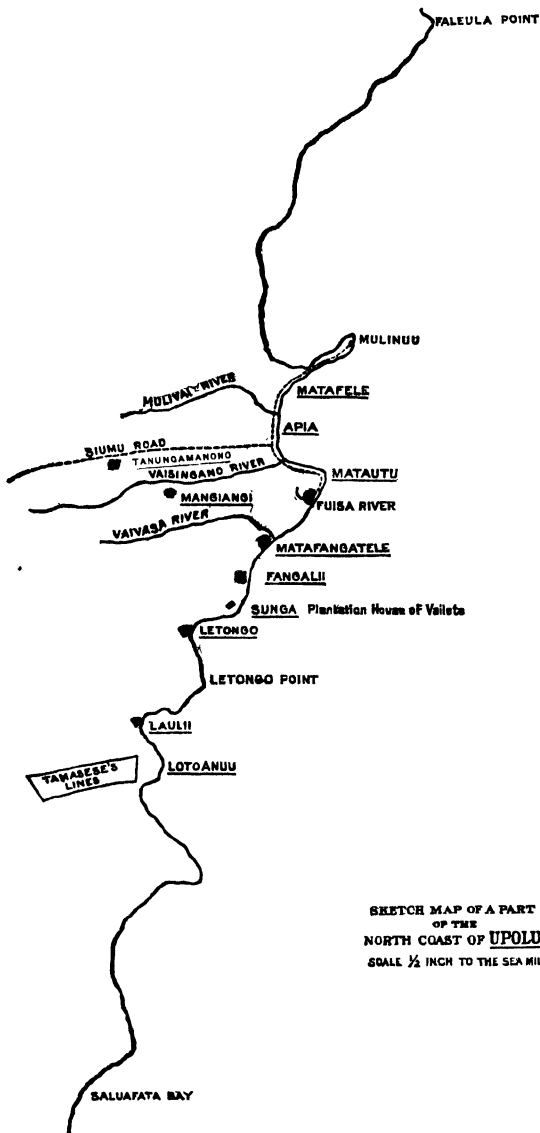 FALEULA POINT
MULINUU
MATAFELE
MULIVAI RIVER
APIA
SIUMU ROAD
TANUNGAMANONO
VAISINGANO RIVER
MATAUTU
MANGIANGI
FUISA RIVER
VAIVASA RIVER
MATAFANGATELE
FANGALII
SUNGA Plantation House of Vailele
LETONGO
LETONGO POINT
LAULII
LOTOANUU
TAMASESE'S
LINES
SKETCH MAP OF A PART
OF THE
NORTH COAST OF UPOLU
SCALE ½ INCH TO THE SEA MIL
SALUAFATA BAY